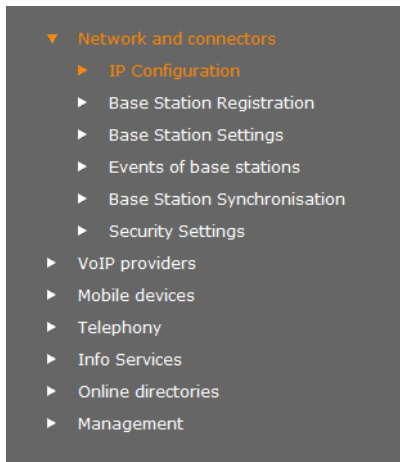 Network and connectors
IP Configuration
Base Station Registration
Base Station Settings
Events of base stations
Base Station Synchronisation
Security Settings
VoIP providers
Mobile devices
Telephony
Info Services
Online directories
Management